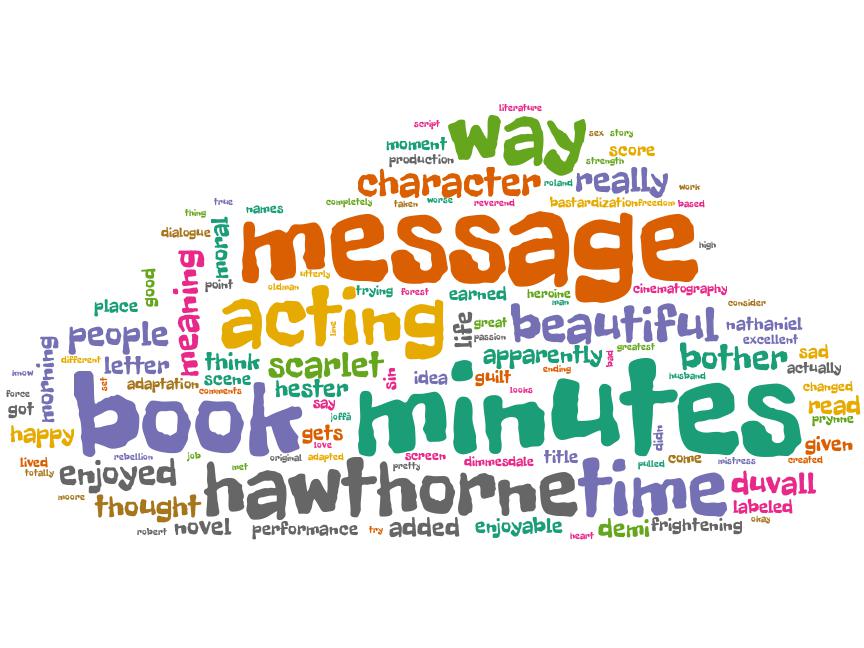 literature
script
way
sex story
moment
score
production
strength
character
roland
really
work
true
completely
taken
worse
reverend
bastardization
freedom
based
thing
names
dialogue
moral
message
high
meaning
point
utterly
oldman
trying
forest
earned
heroine
man
cinematography
good
place
acting
line
life
great
passion
beautiful
consider
nathaniel
excellent
people
morning
different
letter
think
scarlet
apparently
bad
greatest
bother
sad
actually
know
set
adaptation
scene
comments
hester
sin
idea
guilt
ending
husband
changed
force
got
book
say
joffã
looks
minutes
read
prynne
happy
gets
love
didn
given
lived
totally
rebellion
job
original
adapted
screen
dimmesdale
title
pulled
come
mistress
created
enjoyed
met
pretty
hawthorne
time
duvall
moore
thought
labeled
robert
novel
performance
try
added
enjoyable
heart
demi
frightening
okay